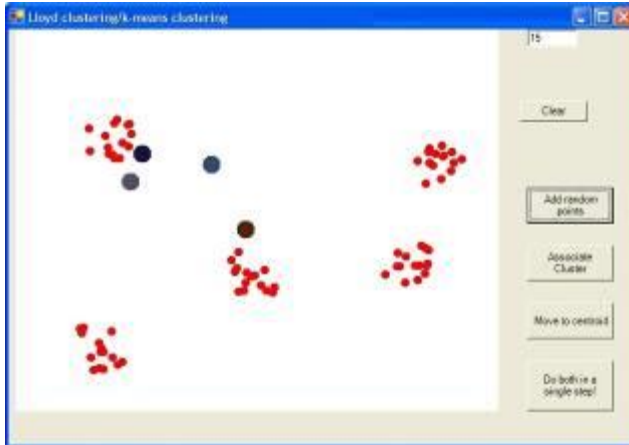 Lloyd clustering/k-means clustering
15
Clear
Add random
points
Associate
Cluster
Move to centroid
Do both in a
single step!